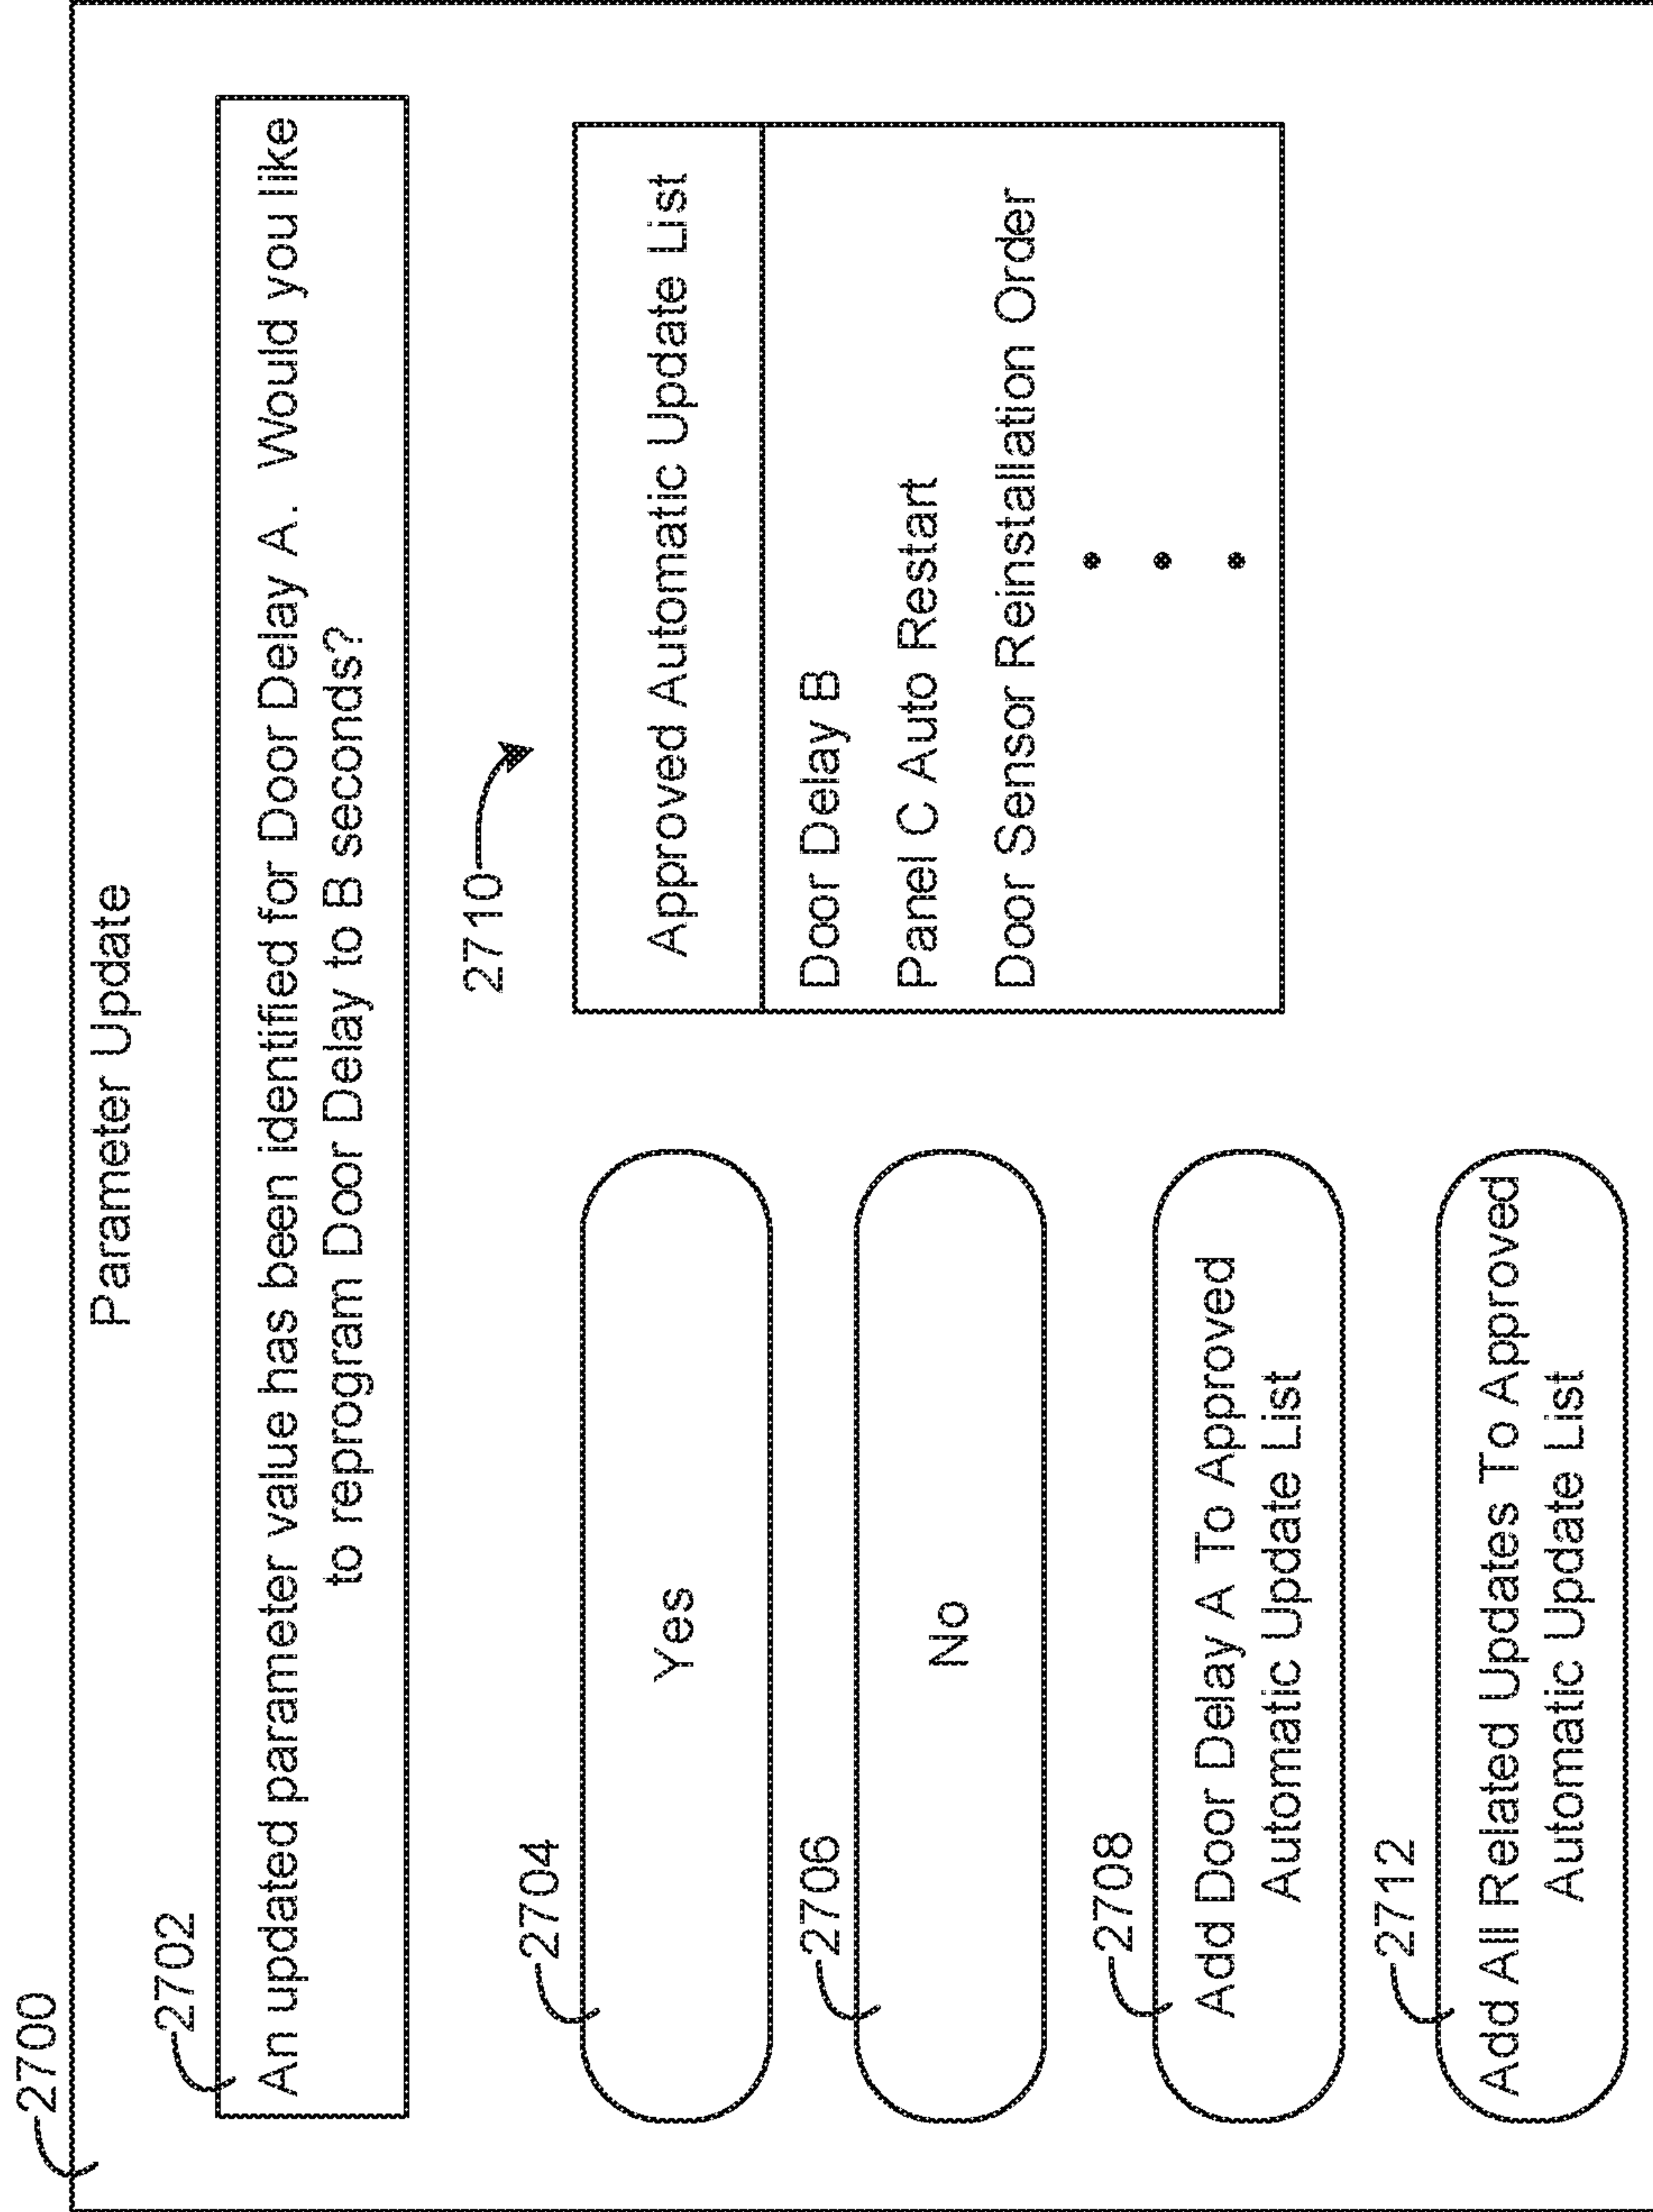 2700
Parameter Update
2702
An updated parameter value has been identified for Door Delay A. Would you like
to reprogram Door Delay to B seconds?
2704
Yes
2706
No
2708
Add Door Delay A To Approved
Automatic Update List
2712
Add All Related Updates To Approved
Automatic Update List
2710
Approved Automatic Update List
Door Delay B
Panel C Auto Restart
Door Sensor Reinstallation Order